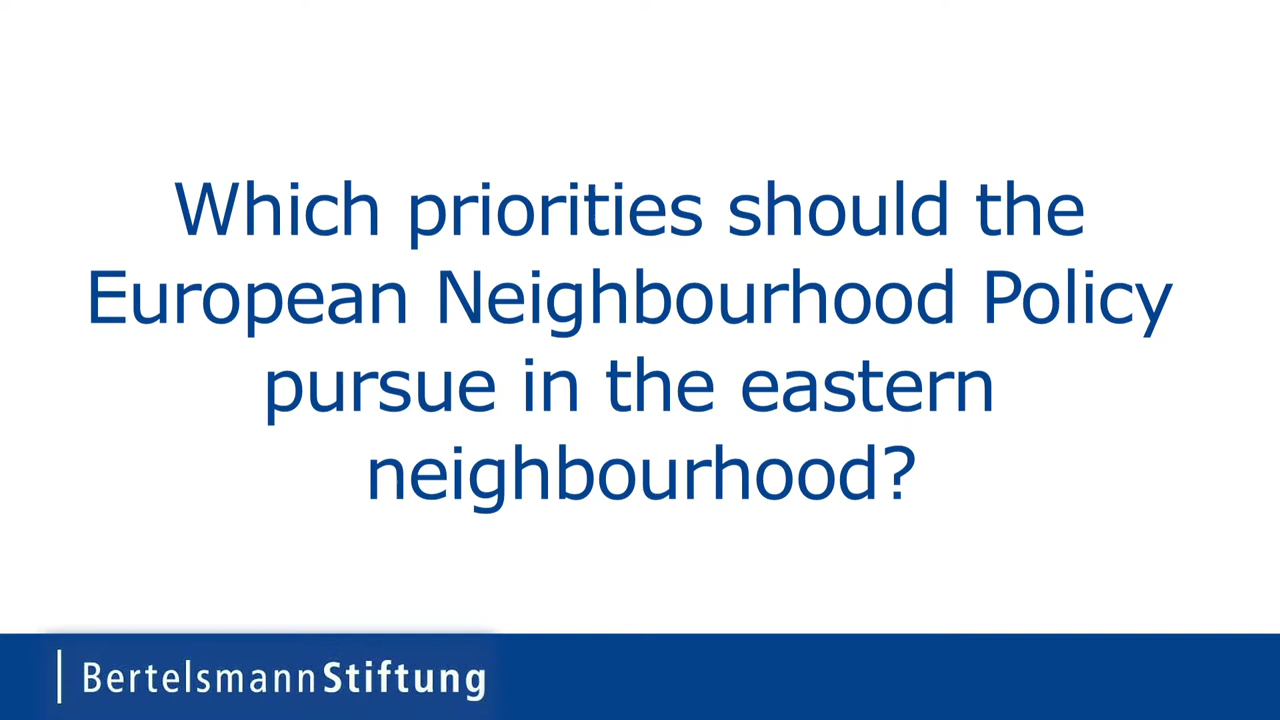 Which priorities should the
European Neighbourhood Policy
pursue in the eastern
neighbourhood?
BertelsmannStiftung